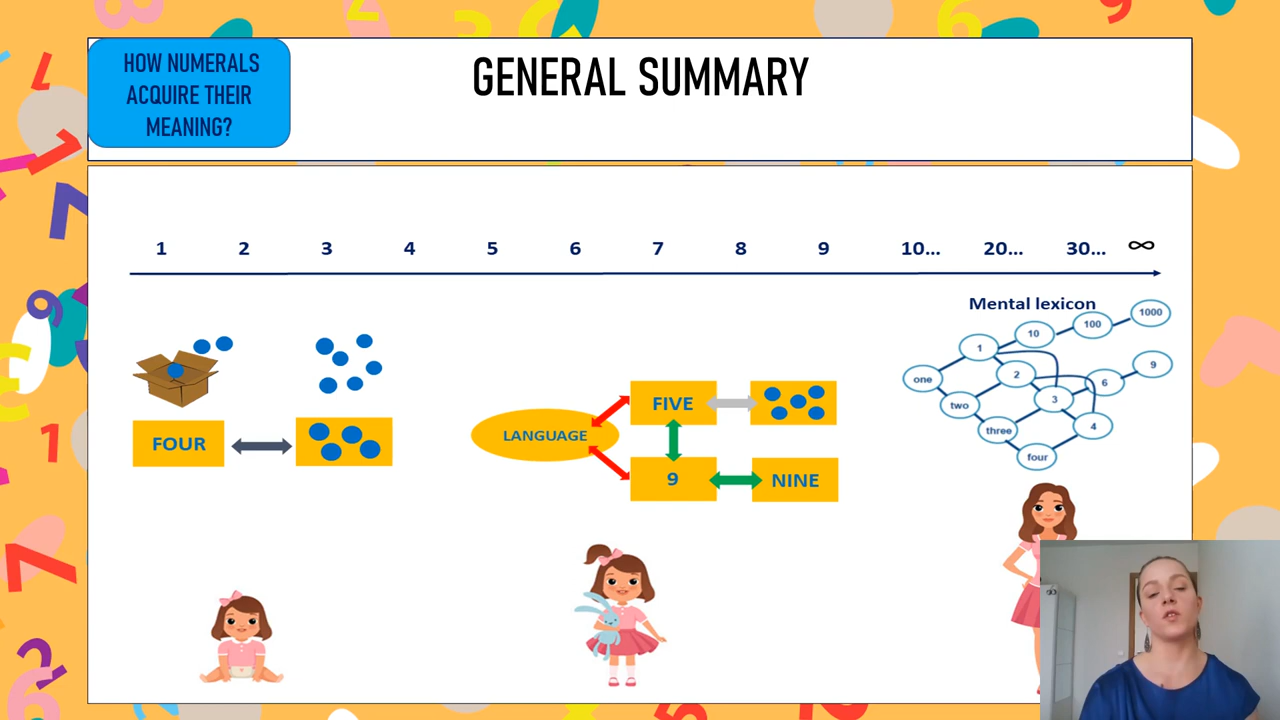 HOW NUMERALS
ACQUIRE THEIR
MEANING?
GENERAL SUMMARY
1 2 3 4 5 6 7 8 9 10... 20... 30... ∞
Mental lexicon
FOUR
LANGUAGE
FIVE
9
NINE
1000
100
10
1
9
2
6
one
3
two
4
three
four